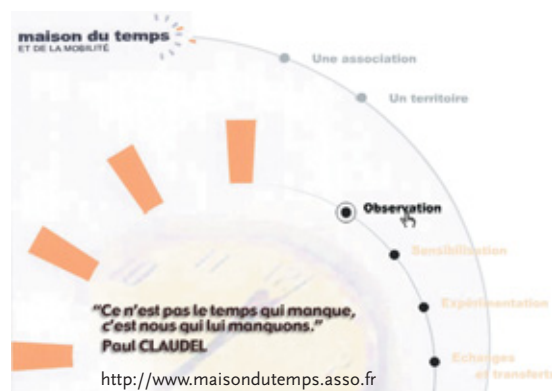 maison du temps
ET DE LA MOBILITÉ
Une association
Un territoire
Observation
Sensibilisation
Expérimentation
Echanges
et transferts
"Ce n'est pas le temps qui manque,
c'est nous qui lui manquons."
Paul CLAUDEL
http://www.maisondutemps.asso.fr